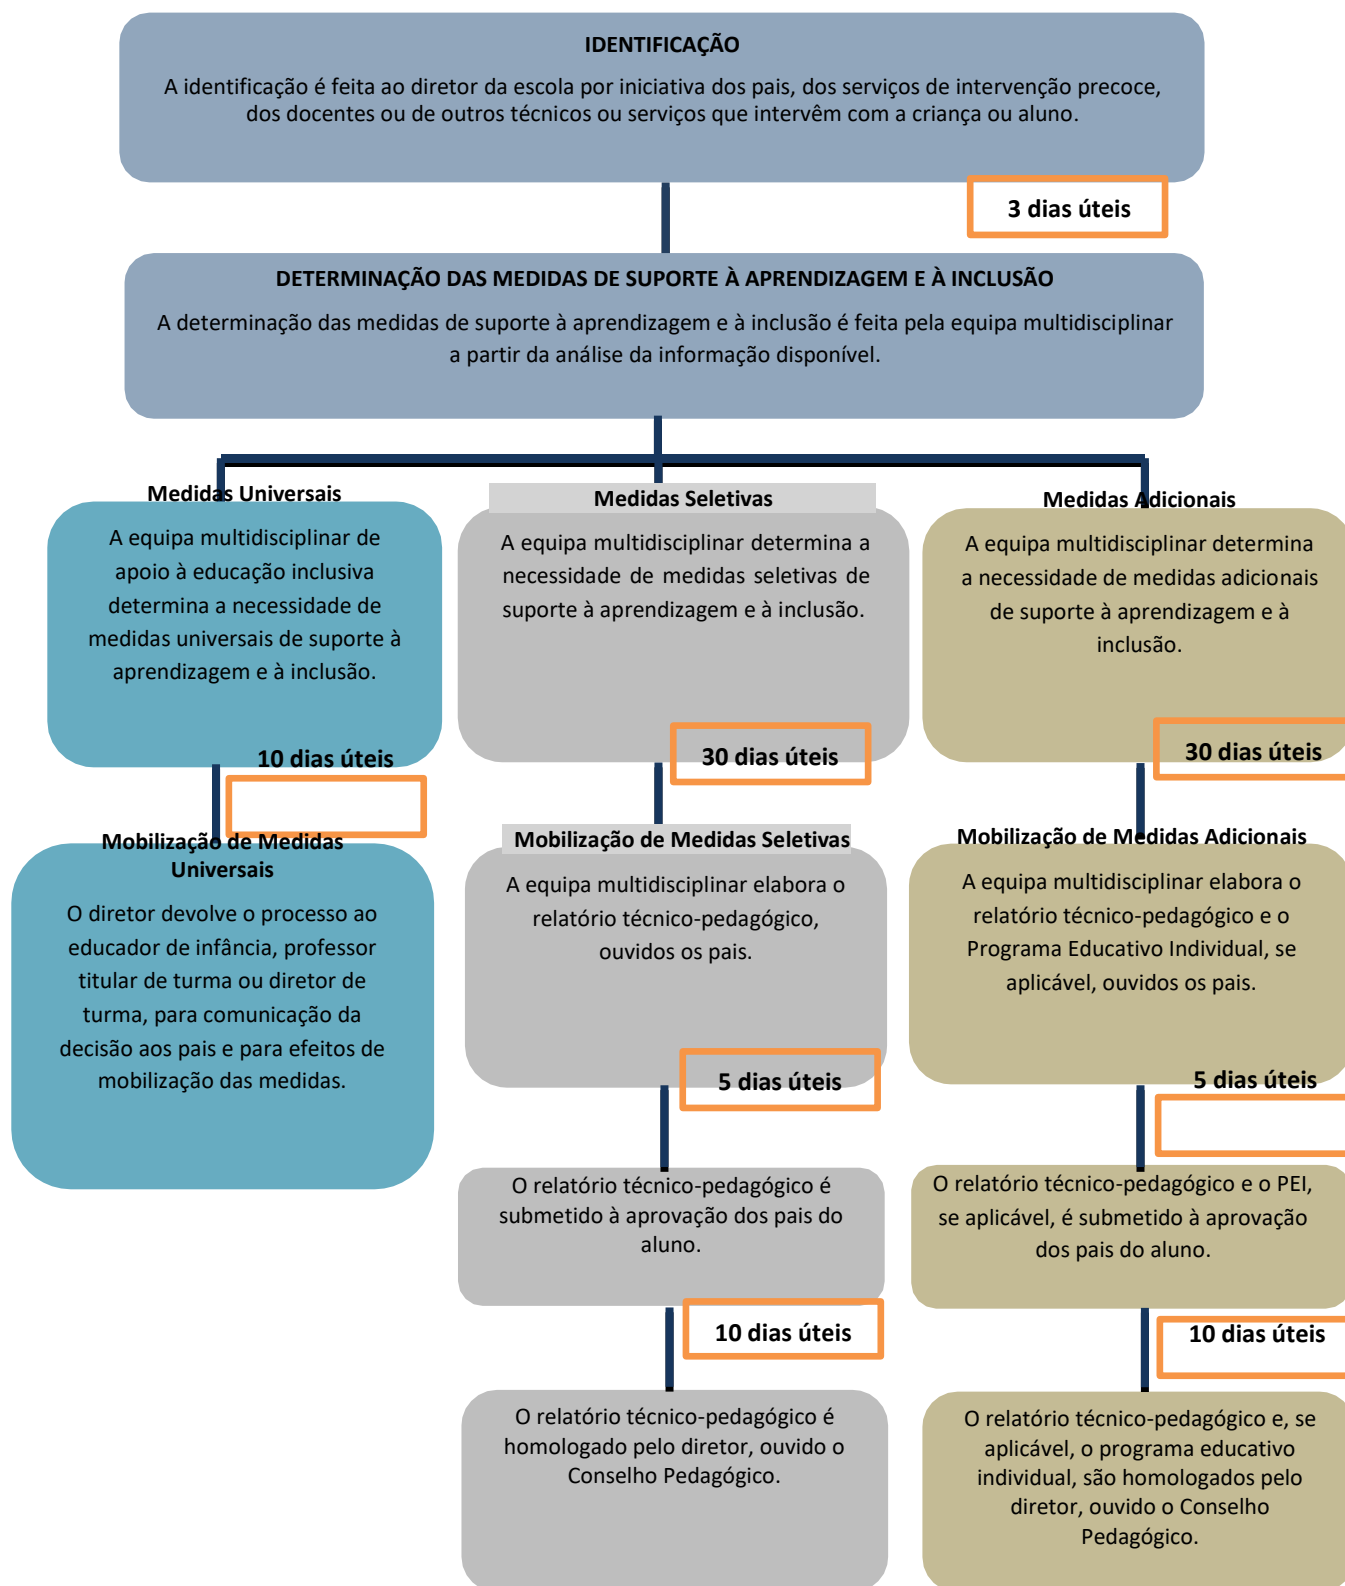 IDENTIFICAÇÃO
A identificação é feita ao diretor da escola por iniciativa dos pais, dos serviços de intervenção precoce,
dos docentes ou de outros técnicos ou serviços que intervêm com a criança ou aluno.
3 dias úteis
DETERMINAÇÃO DAS MEDIDAS DE SUPORTE À APRENDIZAGEM E À INCLUSÃO
A determinação das medidas de suporte à aprendizagem e à inclusão é feita pela equipa multidisciplinar
a partir da análise da informação disponível.
Medidas Universais
A equipa multidisciplinar de
apoio à educação inclusiva
determina a necessidade de
medidas universais de suporte à
aprendizagem e à inclusão.
10 dias úteis
Mobilização de Medidas
Universais
O diretor devolve o processo ao
educador de infância, professor
titular de turma ou diretor de
turma, para comunicação da
decisão aos pais e para efeitos de
mobilização das medidas.
Medidas Seletivas
A equipa multidisciplinar determina a
necessidade de medidas seletivas de
suporte à aprendizagem e à inclusão.
30 dias úteis
Mobilização de Medidas Seletivas
A equipa multidisciplinar elabora o
relatório técnico-pedagógico,
ouvidos os pais.
5 dias úteis
O relatório técnico-pedagógico é
submetido à aprovação dos pais do
aluno.
10 dias úteis
O relatório técnico-pedagógico é
homologado pelo diretor, ouvido o
Conselho Pedagógico.
Medidas Adicionais
A equipa multidisciplinar determina
a necessidade de medidas adicionais
de suporte à aprendizagem e à
inclusão.
30 dias úteis
Mobilização de Medidas Adicionais
A equipa multidisciplinar elabora o
relatório técnico-pedagógico e o
Programa Educativo Individual, se
aplicável, ouvidos os pais.
5 dias úteis
O relatório técnico-pedagógico e o PEI,
se aplicável, é submetido à aprovação
dos pais do aluno.
10 dias úteis
O relatório técnico-pedagógico e, se
aplicável, o programa educativo
individual, são homologados pelo
diretor, ouvido o Conselho
Pedagógico.